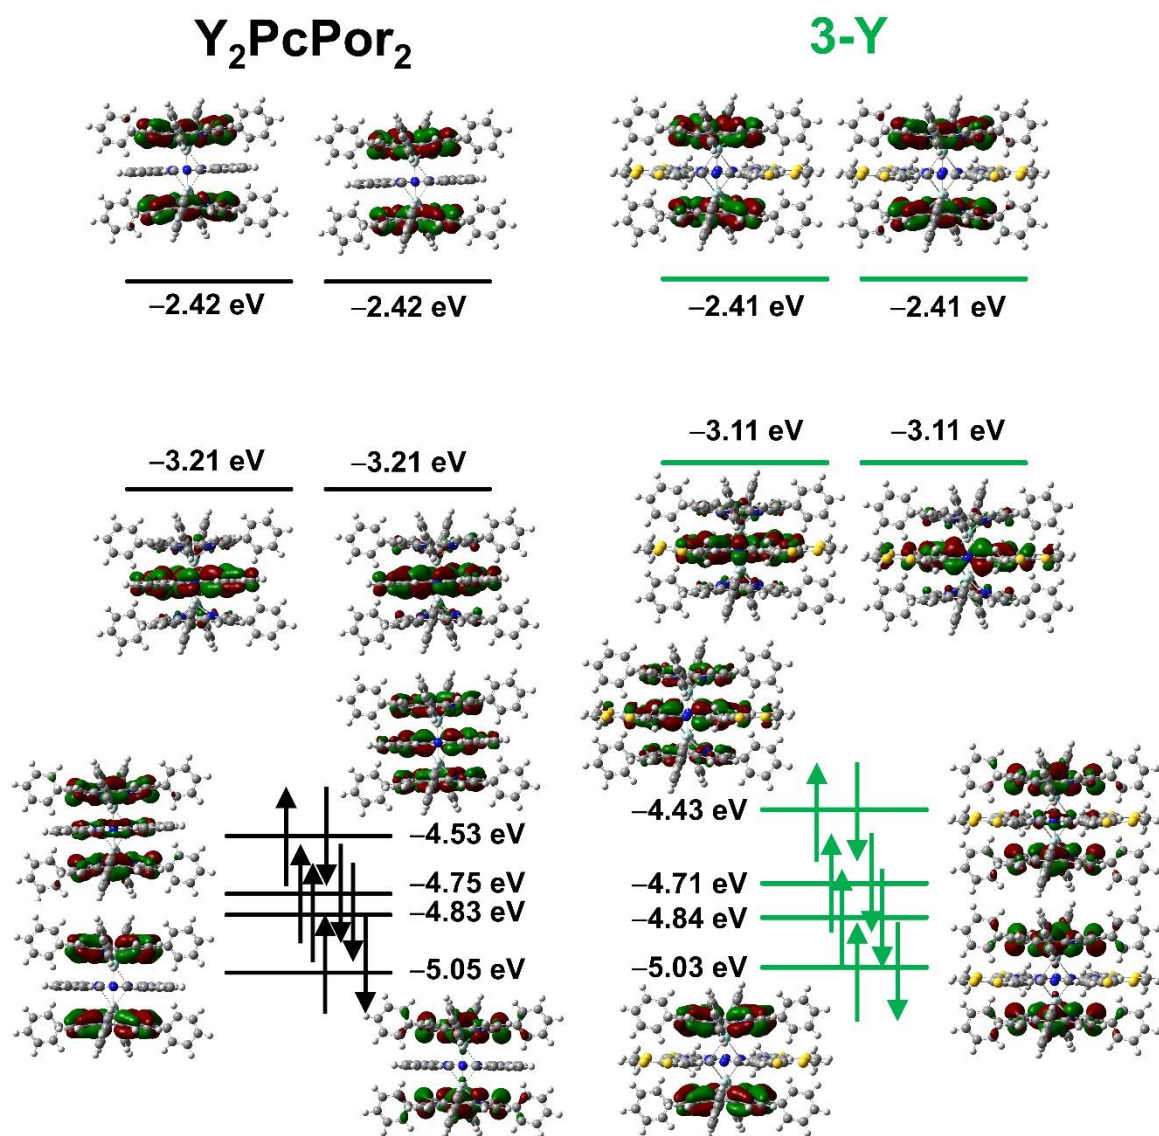 Y₂PcPor₂
3-Y
–2.42 eV
–2.42 eV
–2.41 eV
–2.41 eV
–3.21 eV
–3.21 eV
–3.11 eV
–3.11 eV
–4.53 eV
–4.75 eV
–4.83 eV
–5.05 eV
–4.43 eV
–4.71 eV
–4.84 eV
–5.03 eV